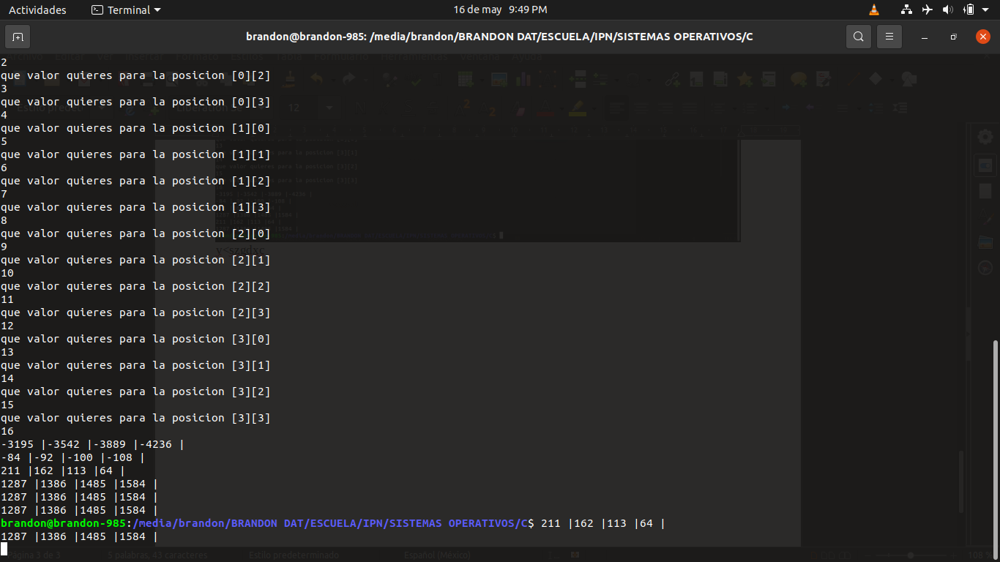 Actividades Terminal 16 de may 9:49 PM
brandon@brandon-985: /media/brandon/BRANDON DAT/ESCUELA/IPN/SISTEMAS OPERATIVOS/C
2
que valor quieres para la posicion [0][2]
3
que valor quieres para la posicion [0][3]
4
que valor quieres para la posicion [1][0]
5
que valor quieres para la posicion [1][1]
6
que valor quieres para la posicion [1][2]
7
que valor quieres para la posicion [1][3]
8
que valor quieres para la posicion [2][0]
9
que valor quieres para la posicion [2][1]
10
que valor quieres para la posicion [2][2]
11
que valor quieres para la posicion [2][3]
12
que valor quieres para la posicion [3][0]
13
que valor quieres para la posicion [3][1]
14
que valor quieres para la posicion [3][2]
15
que valor quieres para la posicion [3][3]
16
-3195 |-3542 |-3889 |-4236 |
-84 |-92 |-100 |-108 |
211 |162 |113 |64 |
1287 |1386 |1485 |1584 |
1287 |1386 |1485 |1584 |
1287 |1386 |1485 |1584 |
brandon@brandon-985:/media/brandon/BRANDON DAT/ESCUELA/IPN/SISTEMAS OPERATIVOS/C$ 211 |162 |113 |64 |
1287 |1386 |1485 |1584 |
Página 3 de 3 5 palabras, 43 caracteres Estilo predeterminado Español (México) 108 %